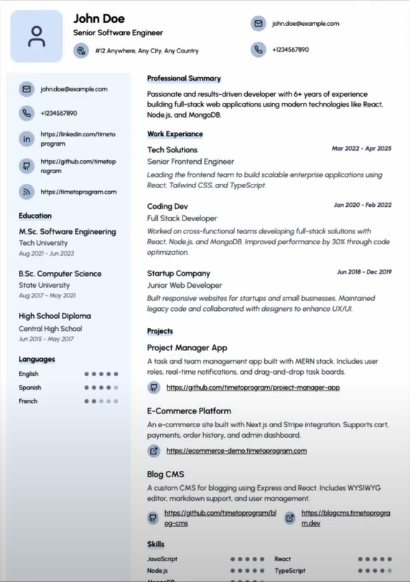 John Doe
Senior Software Engineer
#12 Anywhere, Any City. Any Country
john.doe@example.com
+1234567890
john.doe@example.com
+1234567890
https://linkedin.com/timeto
program
https://github.com/timetop
rogram
https://timetoprogram.com
Education
M.Sc. Software Engineering
Tech University
Aug 2021 - Jun 2023
B.Sc. Computer Science
State University
Aug 2017 - May 2021
High School Diploma
Central High School
Jun 2015 - May 2017
Languages
English
Spanish
French
Professional Summary
Passionate and results-driven developer with 6+ years of experience
building full-stack web applications using modern technologies like React,
Node.js, and MongoDB.
Work Experiance
Tech Solutions
Mar 2022 - Apr 2025
Senior Frontend Engineer
Leading the frontend team to build scalable enterprise applications using
React, Tailwind CSS, and TypeScript.
Coding Dev
Jan 2020 - Feb 2022
Full Stack Developer
Worked on cross-functional teams developing full-stack solutions with
React, Node.js, and MongoDB. Improved performance by 30% through code
optimization.
Startup Company
Jun 2018 - Dec 2019
Junior Web Developer
Built responsive websites for startups and small businesses. Maintained
legacy code and collaborated with designers to enhance UX/UI.
Projects
Project Manager App
A task and team management app built with MERN stack. Includes user
roles, real-time notifications, and drag-and-drop task boards.
https://github.com/timetoprogram/project-manager-app
E-Commerce Platform
An e-commerce site built with Next.js and Stripe integration. Supports cart,
payments, order history, and admin dashboard.
https://ecommerce-demo.timetoprogram.com
Blog CMS
A custom CMS for blogging using Express and React. Includes WYSIWYG
editor, markdown support, and user management.
https://github.com/timetoprogram/bl
og-cms
https://blogcms.timetoprogra
m.dev
Skills
JavaScript
React
Node.js
TypeScript